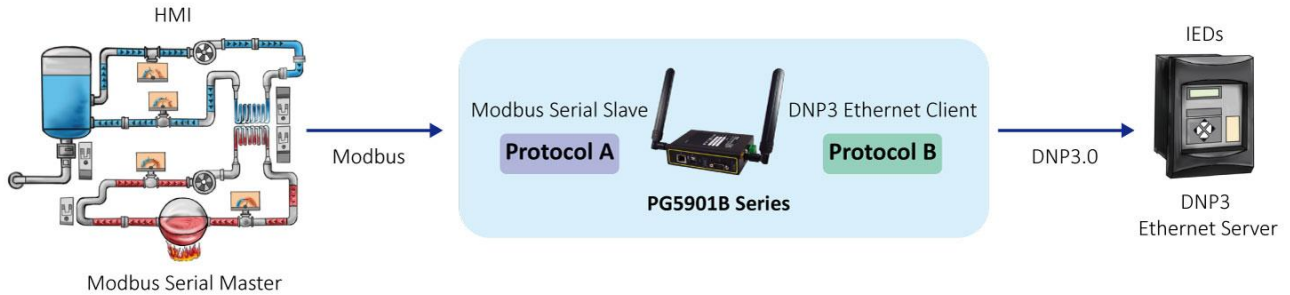 HMI
Modbus Serial Master
Modbus
Modbus Serial Slave
Protocol A
PG5901B Series
DNP3 Ethernet Client
Protocol B
DNP3.0
IEDs
DNP3
Ethernet Server